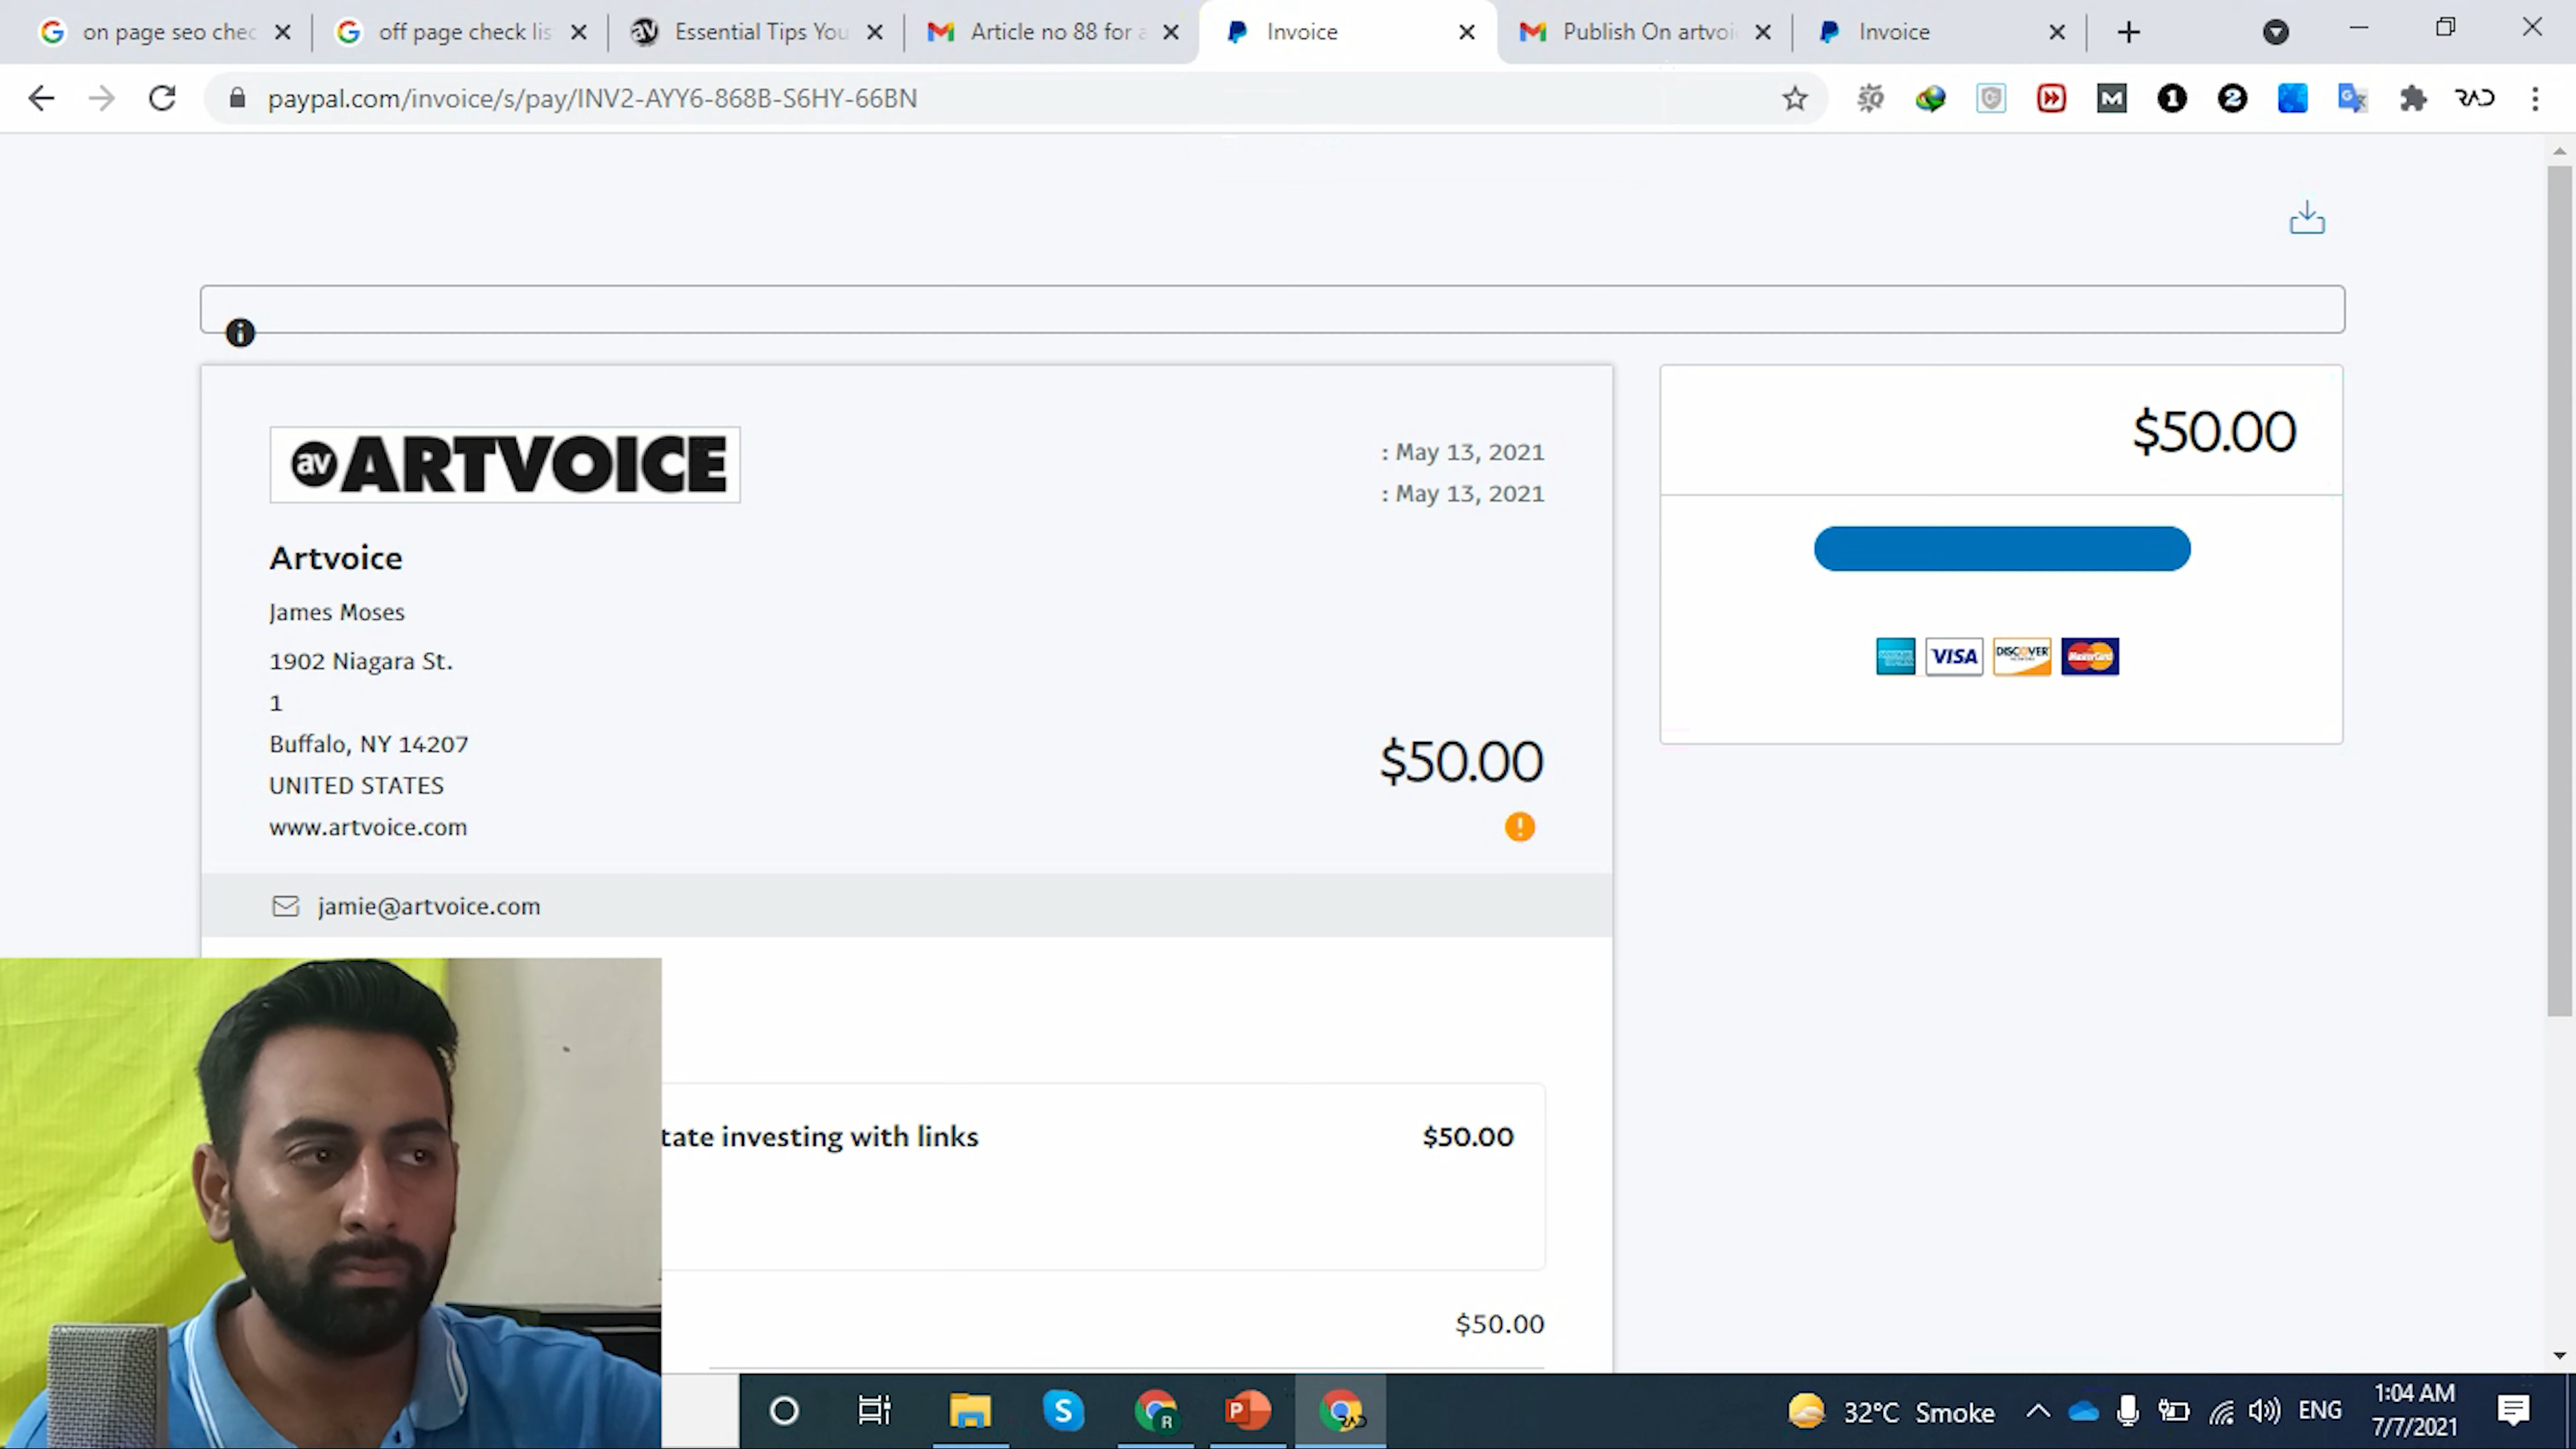 on page seo chec
off page check lis
Essential Tips You
Article no 88 for a
Invoice
Publish On artvoi
Invoice
paypal.com/invoice/s/pay/INV2-AYY6-868B-S6HY-66BN
av ARTVOICE
: May 13, 2021
: May 13, 2021
$50.00
Artvoice
James Moses
1902 Niagara St.
1
Buffalo, NY 14207
UNITED STATES
www.artvoice.com
$50.00
VISA
DISCOVER
MasterCard
jamie@artvoice.com
tate investing with links
$50.00
$50.00
32°C Smoke
ENG
1:04 AM
7/7/2021